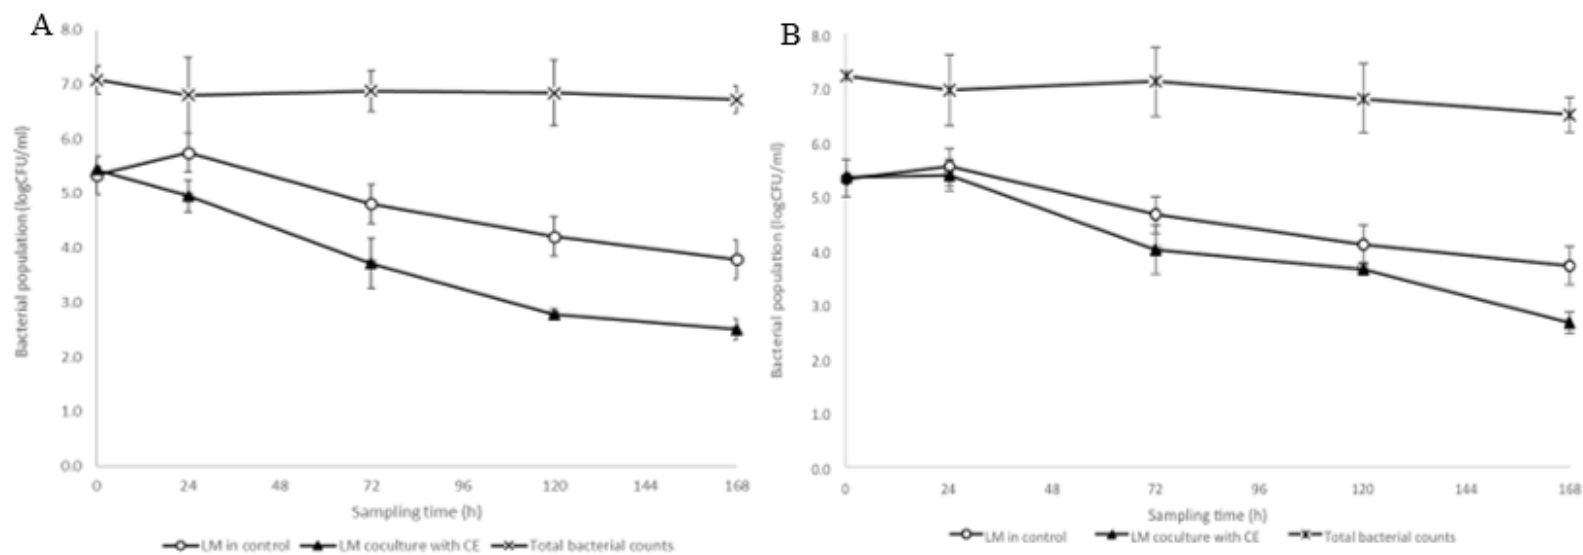 A
8.0
7.0
6.0
5.0
4.0
3.0
2.0
1.0
0.0
Bacterial population (logCFU/ml)
0 24 48 72 96 120 144 168
Sampling time (h)
LM in control LM coculture with CE Total bacterial counts
B
8.0
7.0
6.0
5.0
4.0
3.0
2.0
1.0
0.0
Bacterial population (logCFU/ml)
0 24 48 72 96 120 144 168
Sampling time (h)
LM in control LM coculture with CE Total bacterial counts